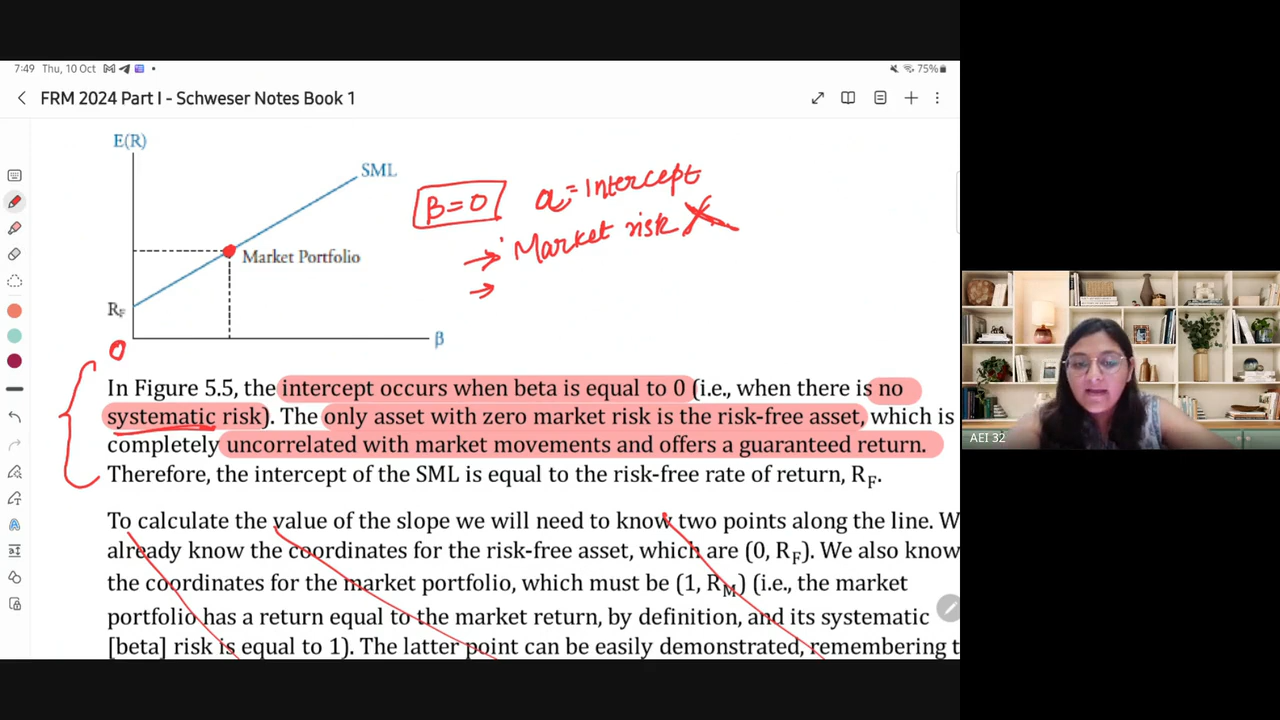 7:49 Thu, 10 Oct
75%
FRM 2024 Part I - Schweser Notes Book 1
E(R)
SML
β = 0 a = Intercept
→ Market risk X
→
Market Portfolio
RF
β
0
In Figure 5.5, the intercept occurs when beta is equal to 0 (i.e., when there is no
systematic risk). The only asset with zero market risk is the risk-free asset, which is
completely uncorrelated with market movements and offers a guaranteed return.
Therefore, the intercept of the SML is equal to the risk-free rate of return, RF.
To calculate the value of the slope we will need to know two points along the line. W
already know the coordinates for the risk-free asset, which are (0, RF). We also know
the coordinates for the market portfolio, which must be (1, RM) (i.e., the market
portfolio has a return equal to the market return, by definition, and its systematic
[beta] risk is equal to 1). The latter point can be easily demonstrated, remembering t
AEI 32